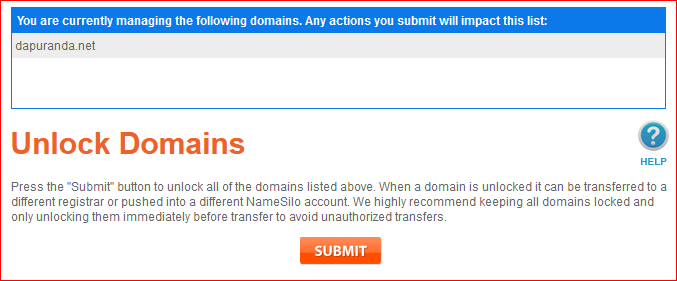 You are currently managing the following domains. Any actions you submit will impact this list:
dapuranda.net
Unlock Domains
?
HELP
Press the "Submit" button to unlock all of the domains listed above. When a domain is unlocked it can be transferred to a
different registrar or pushed into a different NameSilo account. We highly recommend keeping all domains locked and
only unlocking them immediately before transfer to avoid unauthorized transfers.
SUBMIT